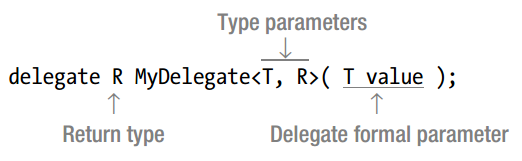 Type parameters
delegate R MyDelegate<T, R>( T value );
Return type Delegate formal parameter